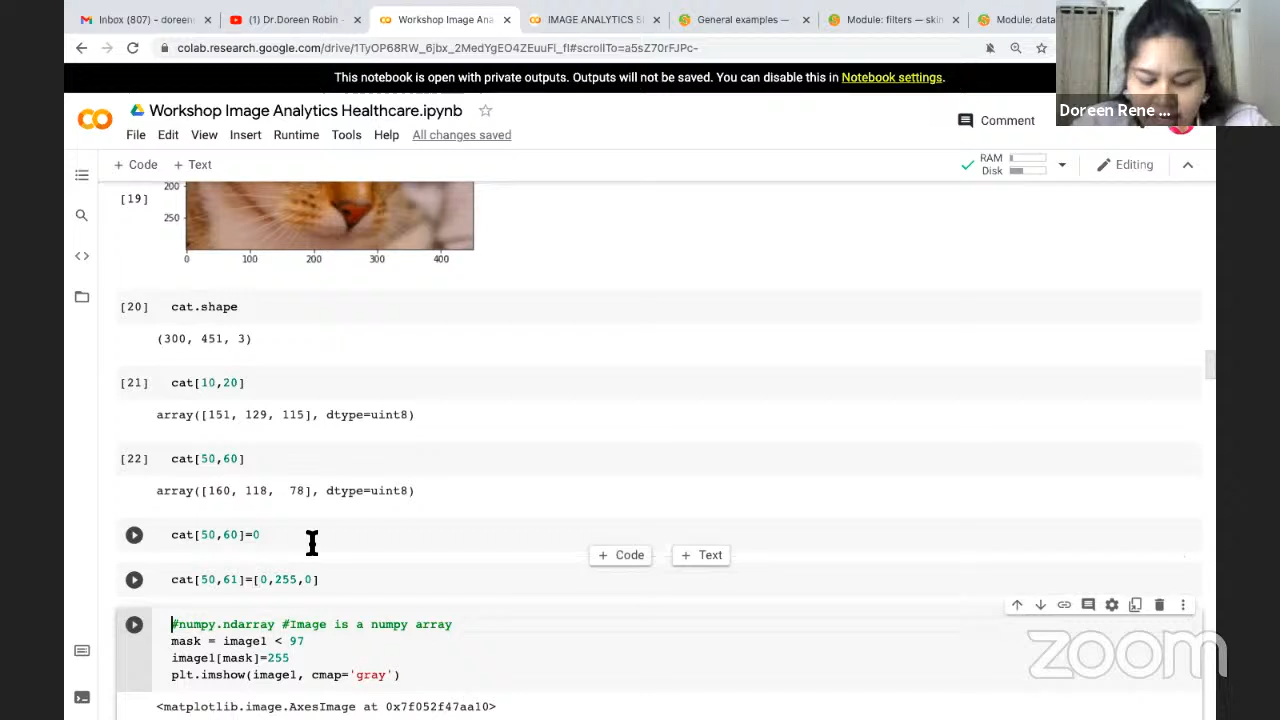 Inbox (807) – doreen
(1) Dr.Doreen Robin –
Workshop Image Ana
IMAGE ANALYTICS S
General examples —
Module: filters — skin
Module: data
colab.research.google.com/drive/1TyOP68RW_6jbx_2MedYgEO4ZEuuFl_fI#scrollTo=a5sZ70rFJPc-
This notebook is open with private outputs. Outputs will not be saved. You can disable this in Notebook settings.
Doreen Rene ...
Workshop Image Analytics Healthcare.ipynb
Comment
File Edit View Insert Runtime Tools Help All changes saved
+ Code + Text
RAM
Disk
Editing
200
[19]
250
0 100 200 300 400
[20] cat.shape
(300, 451, 3)
[21] cat[10,20]
array([151, 129, 115], dtype=uint8)
[22] cat[50,60]
array([160, 118,  78], dtype=uint8)
cat[50,60]=0
+ Code + Text
cat[50,61]=[0,255,0]
#numpy.ndarray #Image is a numpy array
mask = image1 < 97
image1[mask]=255
plt.imshow(image1, cmap='gray')
<matplotlib.image.AxesImage at 0x7f052f47aa10>
zoom